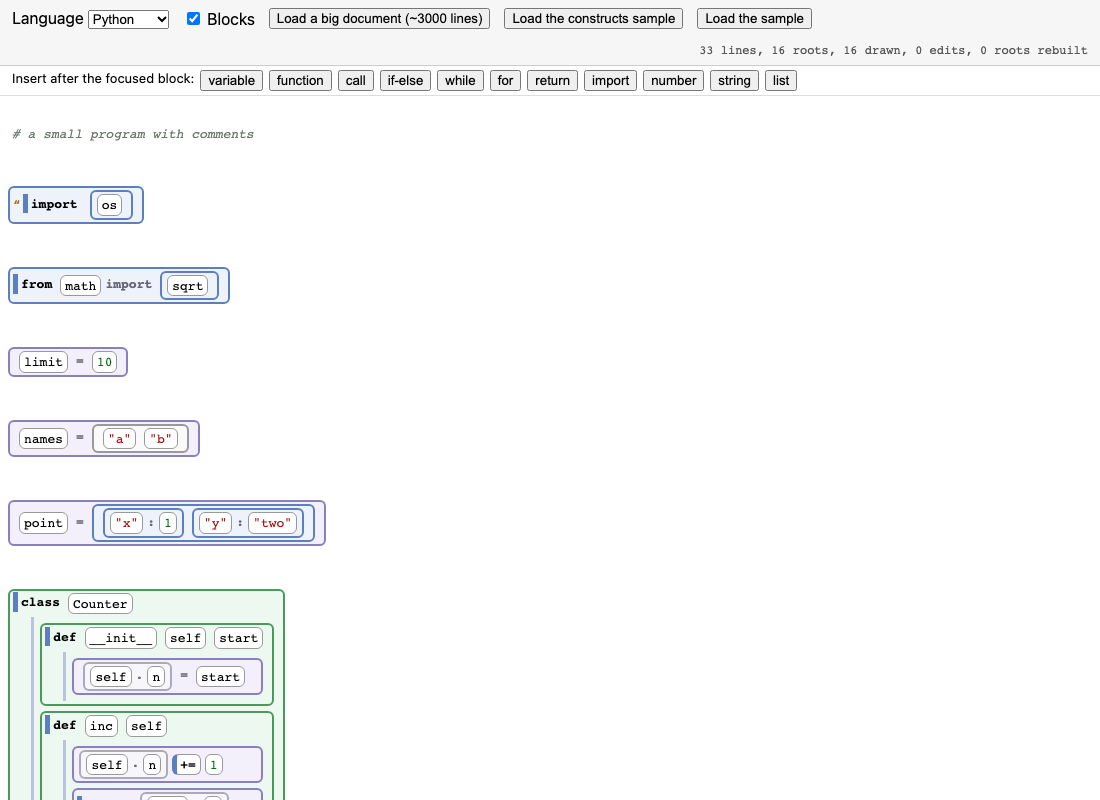 Language Python Blocks Load a big document (~3000 lines) Load the constructs sample Load the sample
33 lines, 16 roots, 16 drawn, 0 edits, 0 roots rebuilt
Insert after the focused block: variable function call if-else while for return import number string list
# a small program with comments
“ import os
from math import sqrt
limit = 10
names = "a" "b"
point = "x" : 1 "y" : "two"
class Counter
def __init__ self start
self . n = start
def inc self
self . n += 1